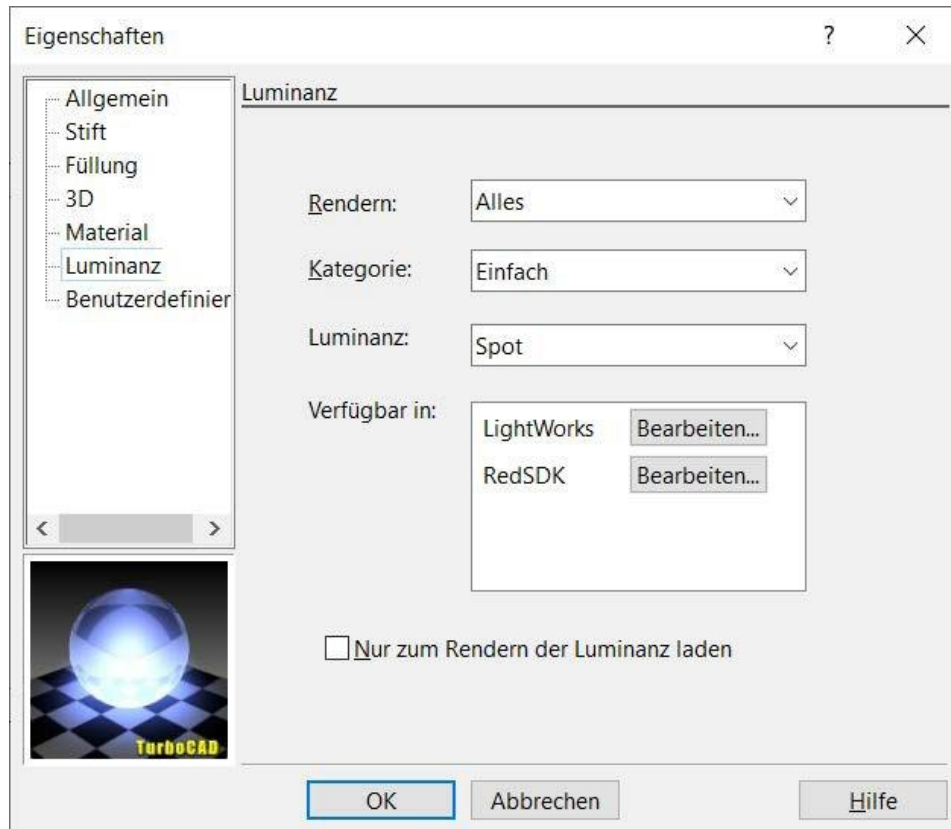 Eigenschaften
?
Allgemein
Stift
Füllung
3D
Material
Luminanz
Benutzerdefinier
Luminanz
Rendern: Alles
Kategorie: Einfach
Luminanz: Spot
Verfügbar in:
LightWorks Bearbeiten...
RedSDK Bearbeiten...
Nur zum Rendern der Luminanz laden
TurboCAD
OK Abbrechen Hilfe